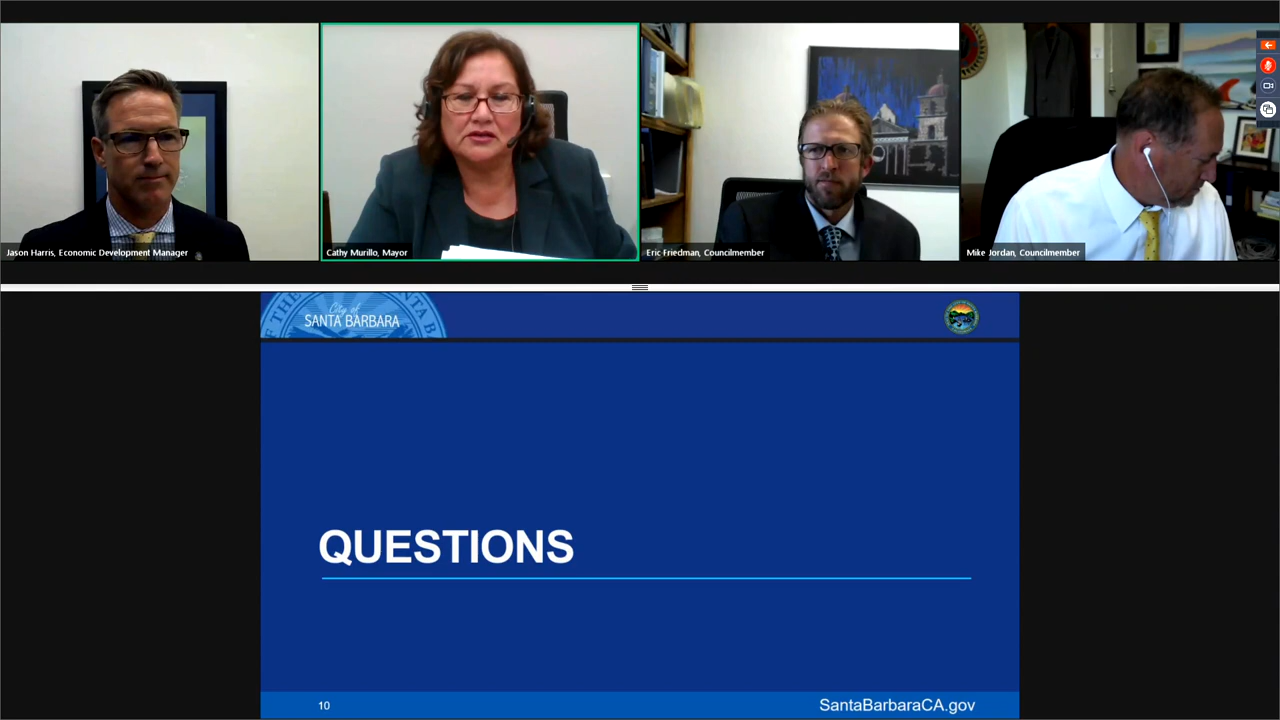 Jason Harris, Economic Development Manager
Cathy Murillo, Mayor
Eric Friedman, Councilmember
Mike Jordan, Councilmember
City of
SANTA BARBARA
QUESTIONS
10
SantaBarbaraCA.gov